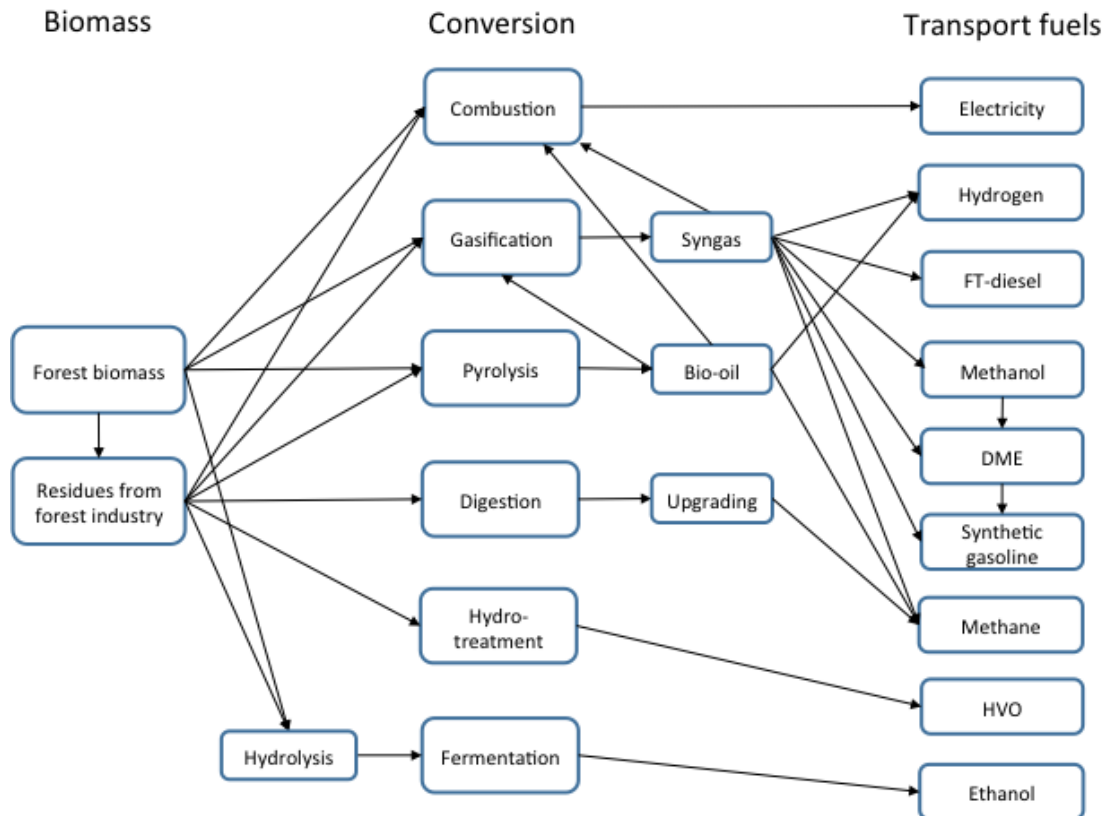 Biomass
Conversion
Transport fuels
Combustion
Electricity
Hydrogen
Gasification
Syngas
FT-diesel
Forest biomass
Pyrolysis
Bio-oil
Methanol
DME
Residues from
forest industry
Digestion
Upgrading
Synthetic
gasoline
Hydro-
treatment
Methane
HVO
Hydrolysis
Fermentation
Ethanol